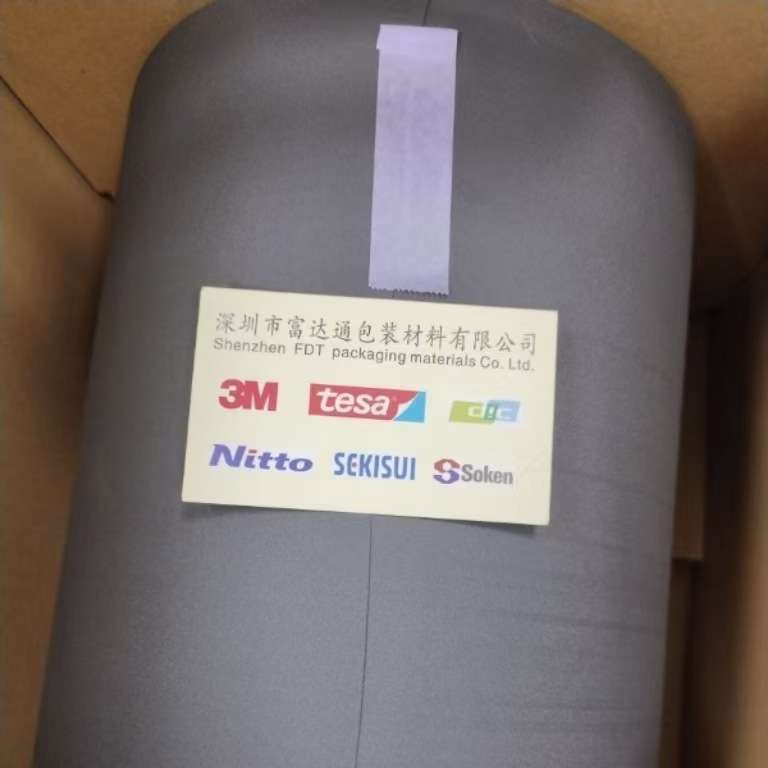 深圳市富达通包装材料有限公司
Shenzhen FDT packaging materials Co. Ltd.
3M tesa dic
Nitto SEKISUI Soken